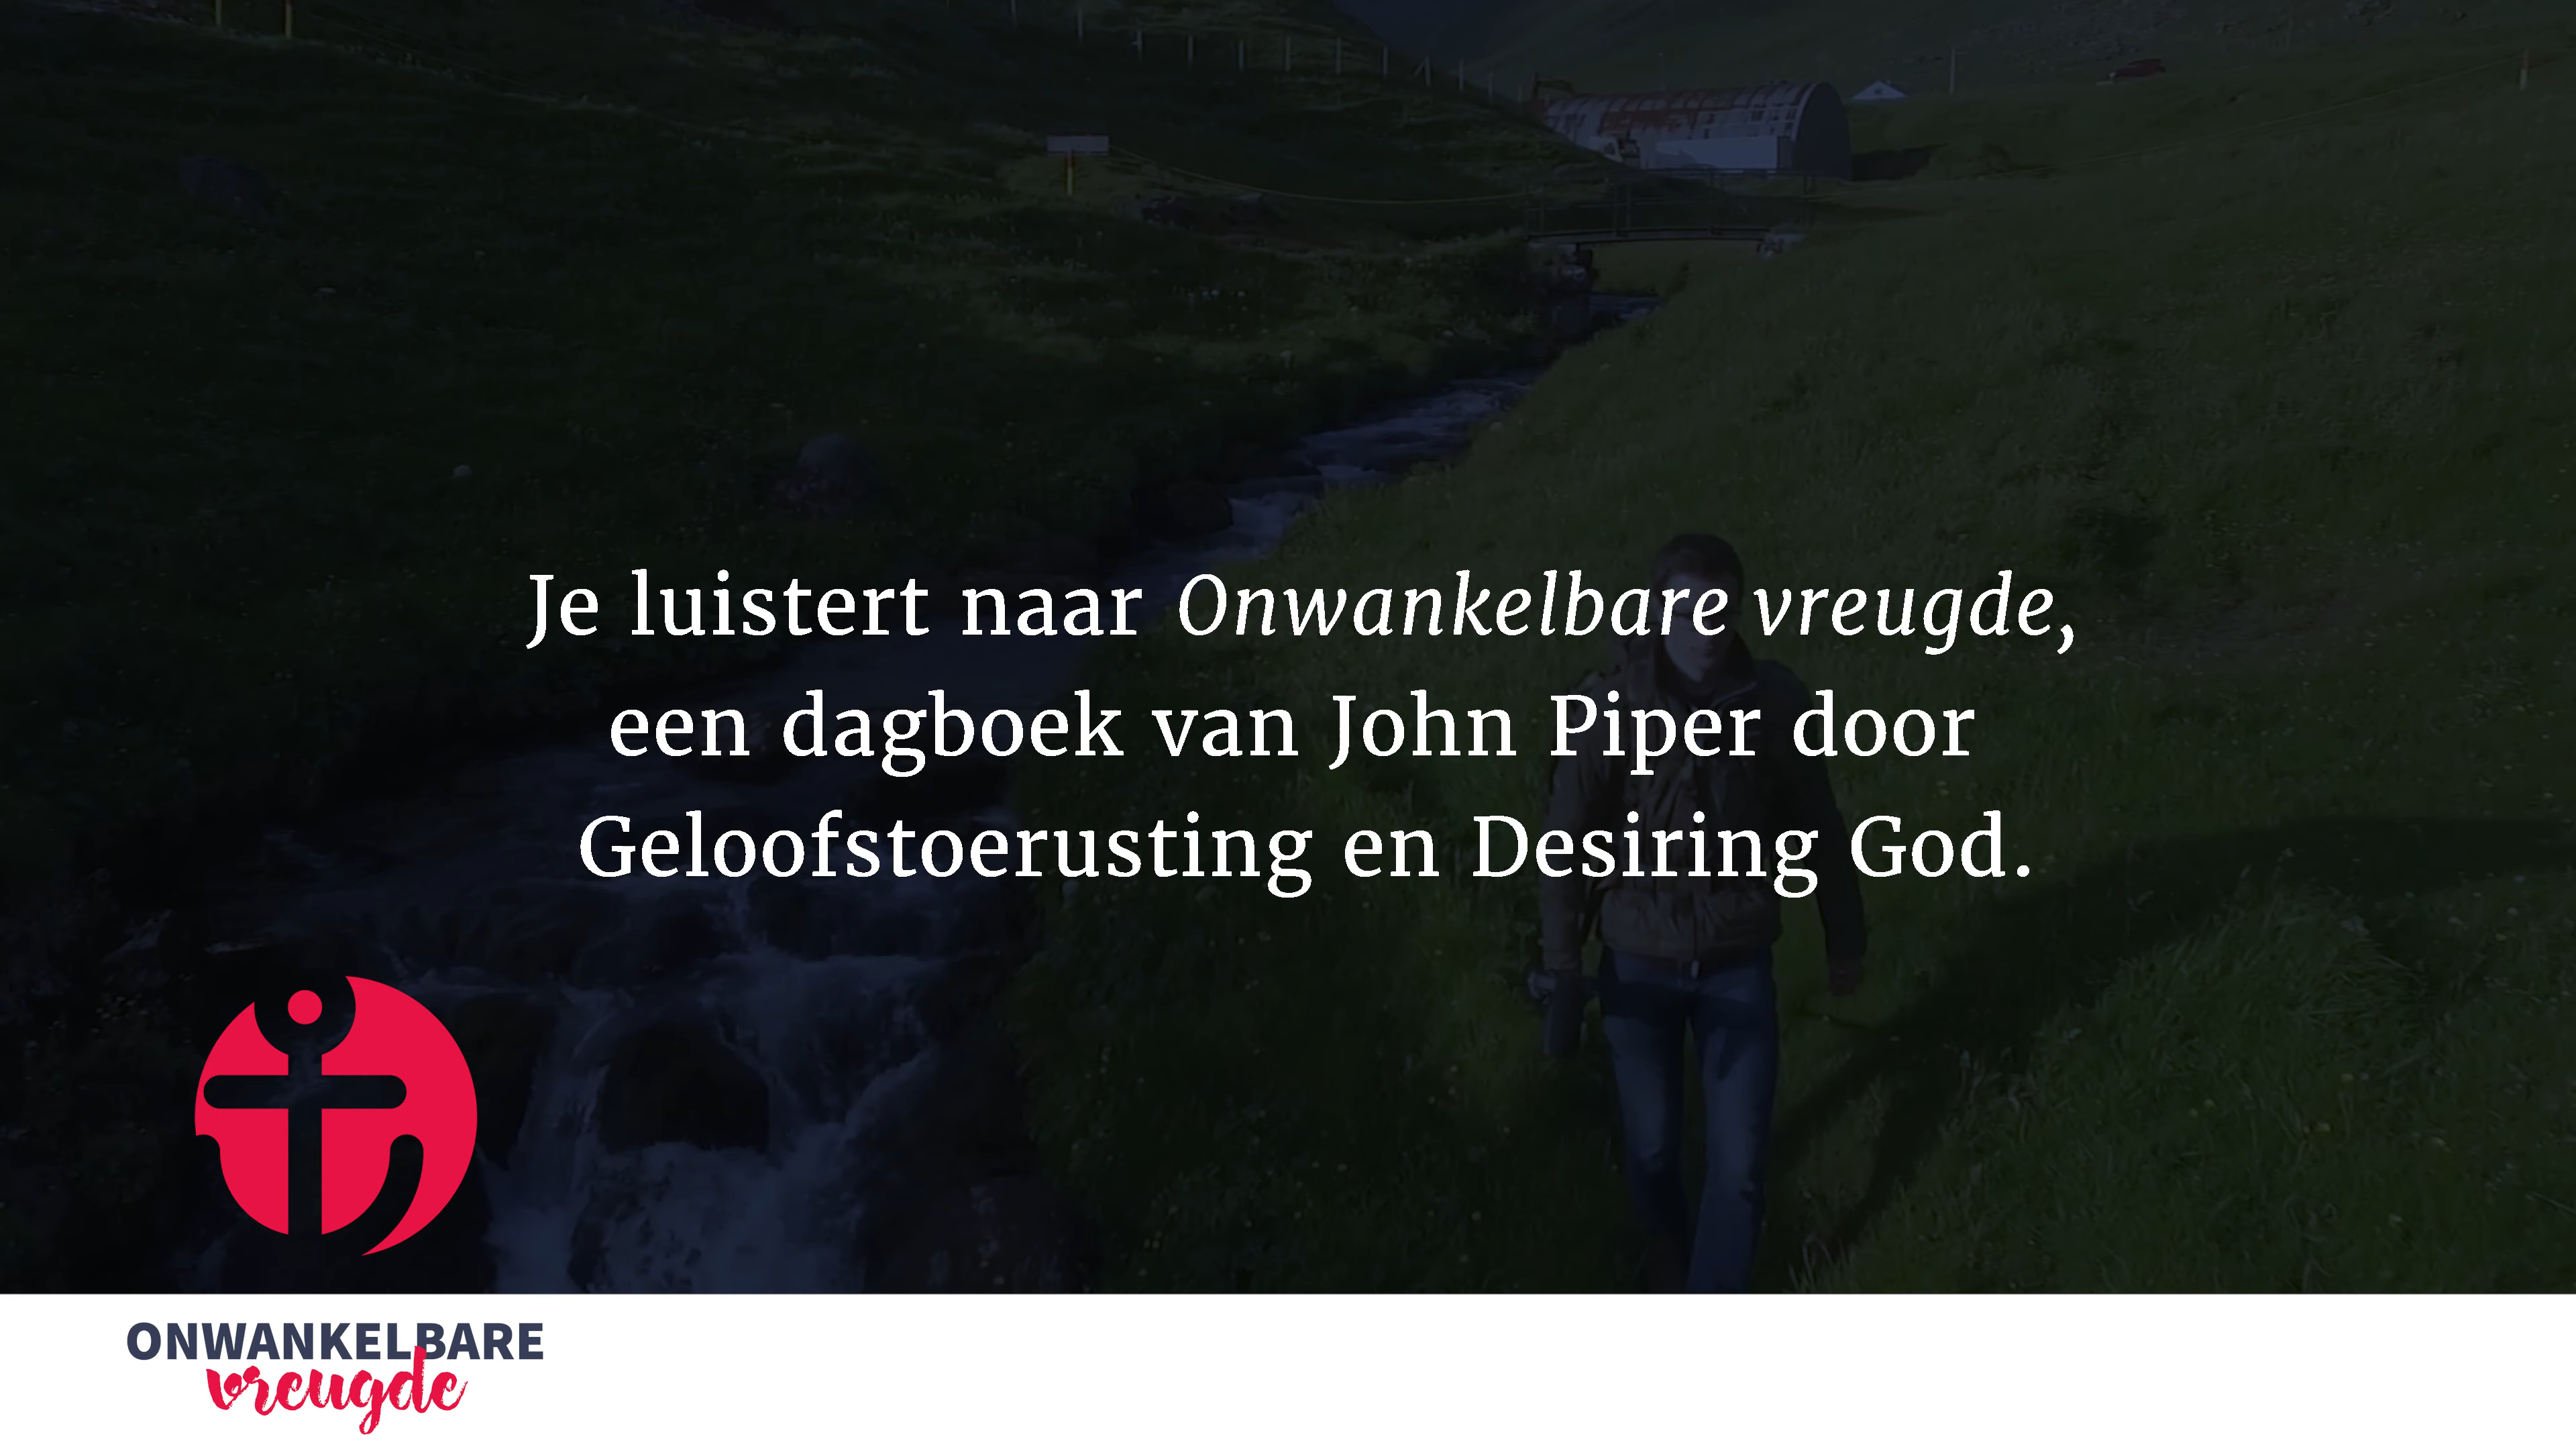 Je luistert naar Onwankelbare vreugde,
een dagboek van John Piper door
Geloofstoerusting en Desiring God.
ONWANKELBARE
vreugde